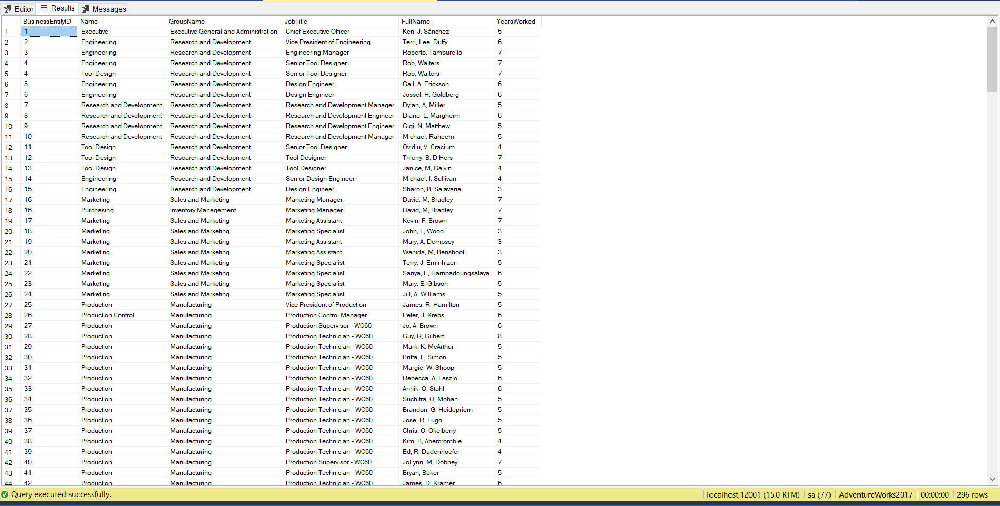 Editor Results Messages
BusinessEntityID Name GroupName JobTitle FullName YearsWorked
1 1 Executive Executive General and Administration Chief Executive Officer Ken, J, Sánchez 5
2 2 Engineering Research and Development Vice President of Engineering Terri, Lee, Duffy 6
3 3 Engineering Research and Development Engineering Manager Roberto, Tamburello 7
4 4 Engineering Research and Development Senior Tool Designer Rob, Walters 7
5 4 Tool Design Research and Development Senior Tool Designer Rob, Walters 7
6 5 Engineering Research and Development Design Engineer Gail, A, Erickson 6
7 6 Engineering Research and Development Design Engineer Jossef, H, Goldberg 6
8 7 Research and Development Research and Development Research and Development Manager Dylan, A, Miller 5
9 8 Research and Development Research and Development Research and Development Engineer Diane, L, Margheim 6
10 9 Research and Development Research and Development Research and Development Engineer Gigi, N, Matthew 5
11 10 Research and Development Research and Development Research and Development Manager Michael, Raheem 5
12 11 Tool Design Research and Development Senior Tool Designer Ovidiu, V, Cracium 4
13 12 Tool Design Research and Development Tool Designer Thierry, B, D'Hers 7
14 13 Tool Design Research and Development Tool Designer Janice, M, Galvin 4
15 14 Engineering Research and Development Senior Design Engineer Michael, I, Sullivan 4
16 15 Engineering Research and Development Design Engineer Sharon, B, Salavaria 3
17 16 Marketing Sales and Marketing Marketing Manager David, M, Bradley 7
18 16 Purchasing Inventory Management Marketing Manager David, M, Bradley 7
19 17 Marketing Sales and Marketing Marketing Assistant Kevin, F, Brown 7
20 18 Marketing Sales and Marketing Marketing Specialist John, L, Wood 3
21 19 Marketing Sales and Marketing Marketing Assistant Mary, A, Dempsey 3
22 20 Marketing Sales and Marketing Marketing Assistant Wanida, M, Benshoof 3
23 21 Marketing Sales and Marketing Marketing Specialist Terry, J, Eminhizer 5
24 22 Marketing Sales and Marketing Marketing Specialist Sariya, E, Harnpadoungsataya 6
25 23 Marketing Sales and Marketing Marketing Specialist Mary, E, Gibson 5
26 24 Marketing Sales and Marketing Marketing Specialist Jill, A, Williams 5
27 25 Production Manufacturing Vice President of Production James, R, Hamilton 5
28 26 Production Control Manufacturing Production Control Manager Peter, J, Krebs 6
29 27 Production Manufacturing Production Supervisor - WC60 Jo, A, Brown 6
30 28 Production Manufacturing Production Technician - WC60 Guy, R, Gilbert 8
31 29 Production Manufacturing Production Technician - WC60 Mark, K, McArthur 5
32 30 Production Manufacturing Production Technician - WC60 Britta, L, Simon 5
33 31 Production Manufacturing Production Technician - WC60 Margie, W, Shoop 5
34 32 Production Manufacturing Production Technician - WC60 Rebecca, A, Laszlo 6
35 33 Production Manufacturing Production Technician - WC60 Annik, O, Stahl 6
36 34 Production Manufacturing Production Technician - WC60 Suchitra, O, Mohan 5
37 35 Production Manufacturing Production Technician - WC60 Brandon, G, Heidepriem 5
38 36 Production Manufacturing Production Technician - WC60 Jose, R, Lugo 5
39 37 Production Manufacturing Production Technician - WC60 Chris, O, Okelberry 5
40 38 Production Manufacturing Production Technician - WC60 Kim, B, Abercrombie 4
41 39 Production Manufacturing Production Technician - WC60 Ed, R, Dudenhoefer 4
42 40 Production Manufacturing Production Supervisor - WC60 JoLynn, M, Dobney 7
43 41 Production Manufacturing Production Technician - WC60 Bryan, Baker 5
44 42 Production Manufacturing Production Technician - WC60 James, D, Kramer 6
Query executed successfully. localhost,12001 (15.0 RTM) sa (77) AdventureWorks2017 00:00:00 296 rows